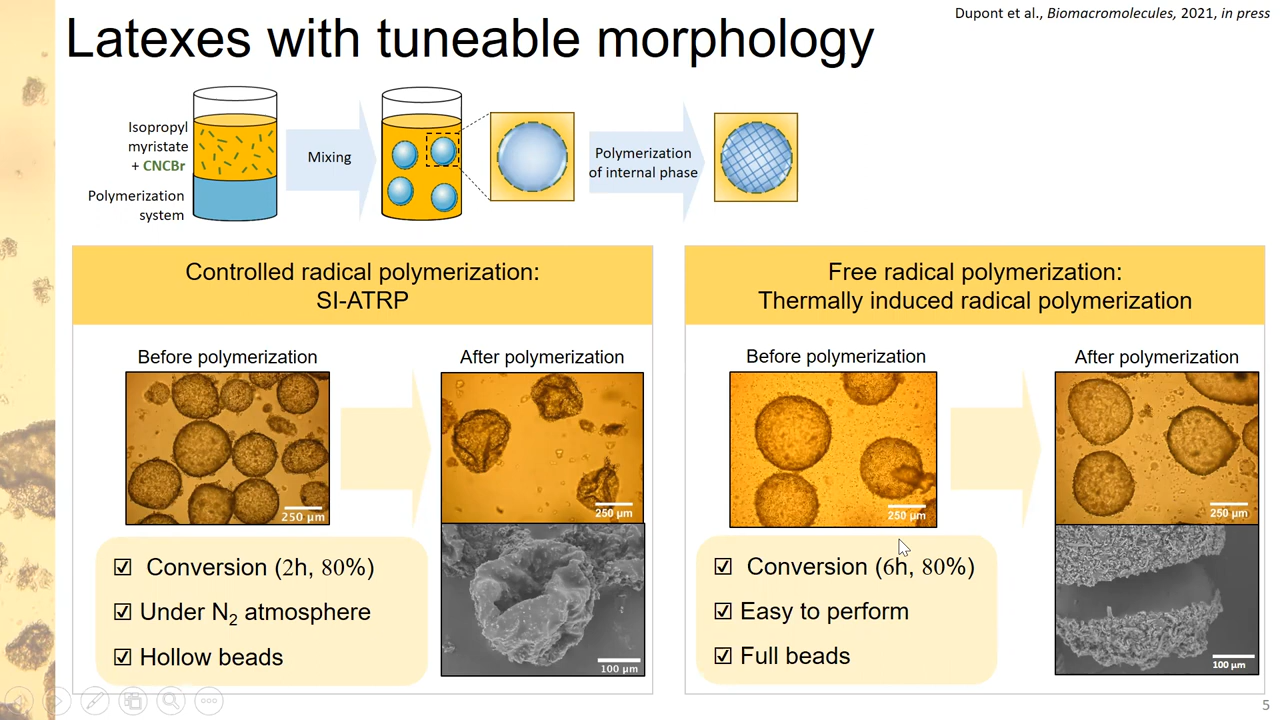 Dupont et al., Biomacromolecules, 2021, in press
Latexes with tuneable morphology
Isopropyl
myristate
+ CNCBr
Polymerization
system
Mixing
Polymerization
of internal phase
Controlled radical polymerization:
SI-ATRP
Before polymerization
After polymerization
250 µm
250 µm
100 µm
☑ Conversion (2h, 80%)
☑ Under N₂ atmosphere
☑ Hollow beads
Free radical polymerization:
Thermally induced radical polymerization
Before polymerization
After polymerization
250 µm
250 µm
100 µm
☑ Conversion (6h, 80%)
☑ Easy to perform
☑ Full beads
5